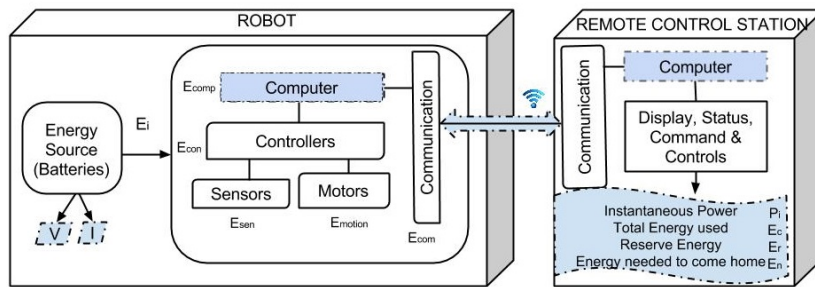 ROBOT
REMOTE CONTROL STATION
Energy
Source
(Batteries)
V
I
Ei
Ecomp
Computer
Econ
Controllers
Sensors
Motors
Esen
Emotion
Communication
Ecom
Communication
Computer
Display, Status,
Command &
Controls
Instantaneous Power Pi
Total Energy used Ec
Reserve Energy Er
Energy needed to come home En